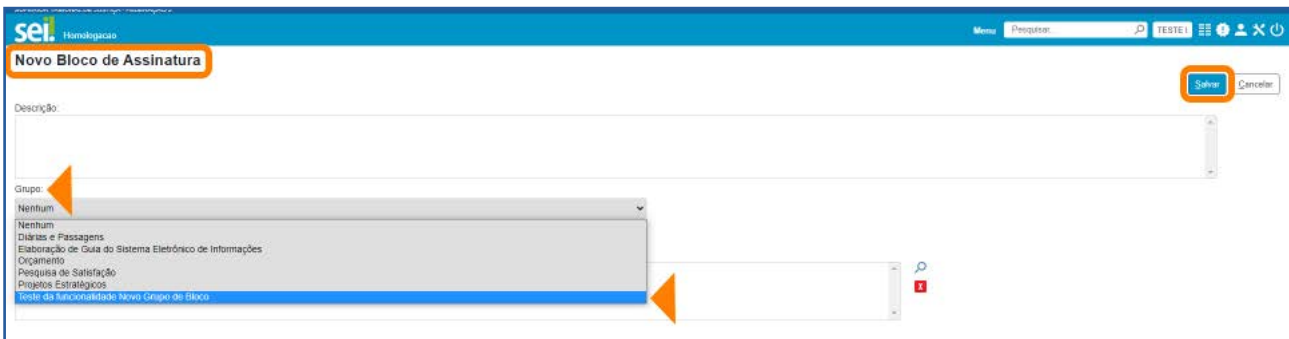 sei! Homologacao
Menu Pesquisar... TESTE I
Novo Bloco de Assinatura
Salvar Cancelar
Descrição:
Grupo:
Nenhum
Nenhum
Diárias e Passagens
Elaboração de Guia do Sistema Eletrônico de Informações
Orçamento
Pesquisa de Satisfação
Projetos Estratégicos
Teste da funcionalidade Novo Grupo de Bloco